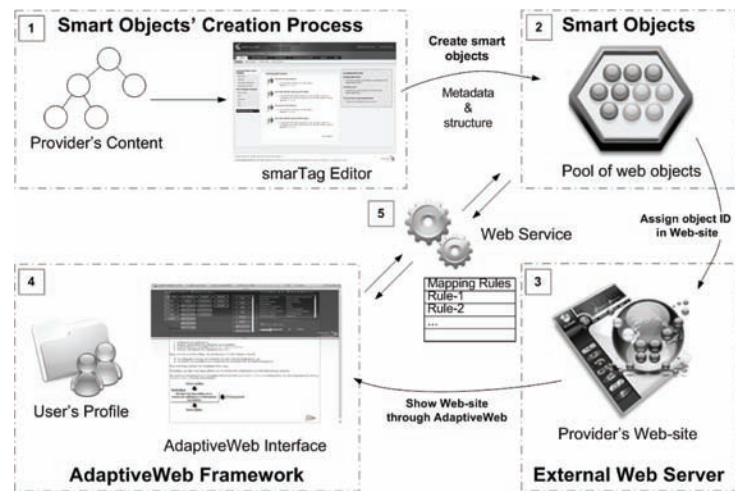 1 Smart Objects' Creation Process
Provider's Content
smarTag Editor
Create smart
objects
Metadata
&
structure
2 Smart Objects
Pool of web objects
Assign object ID
in Web-site
5
Web Service
Mapping Rules
Rule-1
Rule-2
...
3
Provider's Web-site
External Web Server
Show Web-site
through AdaptiveWeb
4
User's Profile
AdaptiveWeb Interface
AdaptiveWeb Framework